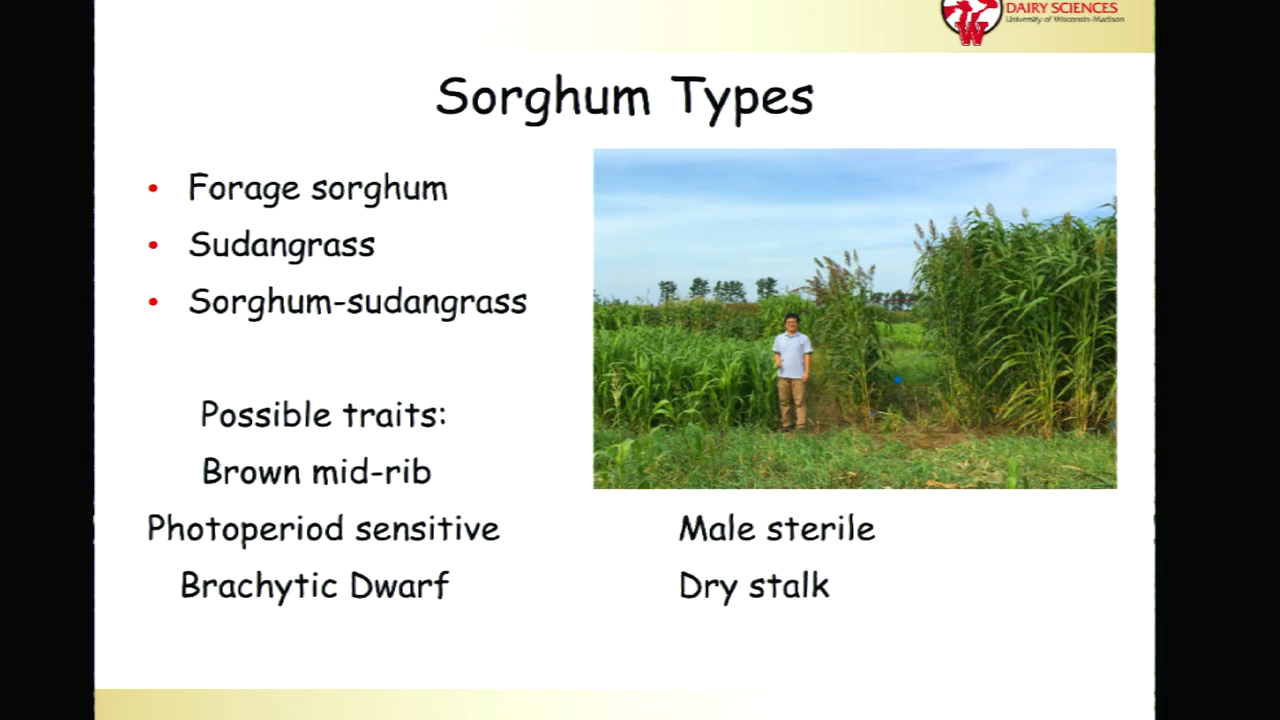 DAIRY SCIENCES
University of Wisconsin-Madison
W
Sorghum Types
• Forage sorghum
• Sudangrass
• Sorghum-sudangrass
Possible traits:
Brown mid-rib
Photoperiod sensitive
Brachytic Dwarf
Male sterile
Dry stalk